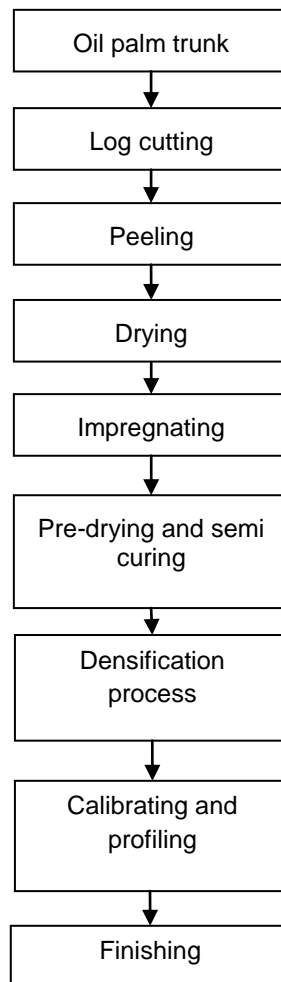 Oil palm trunk
Log cutting
Peeling
Drying
Impregnating
Pre-drying and semi
curing
Densification
process
Calibrating and
profiling
Finishing